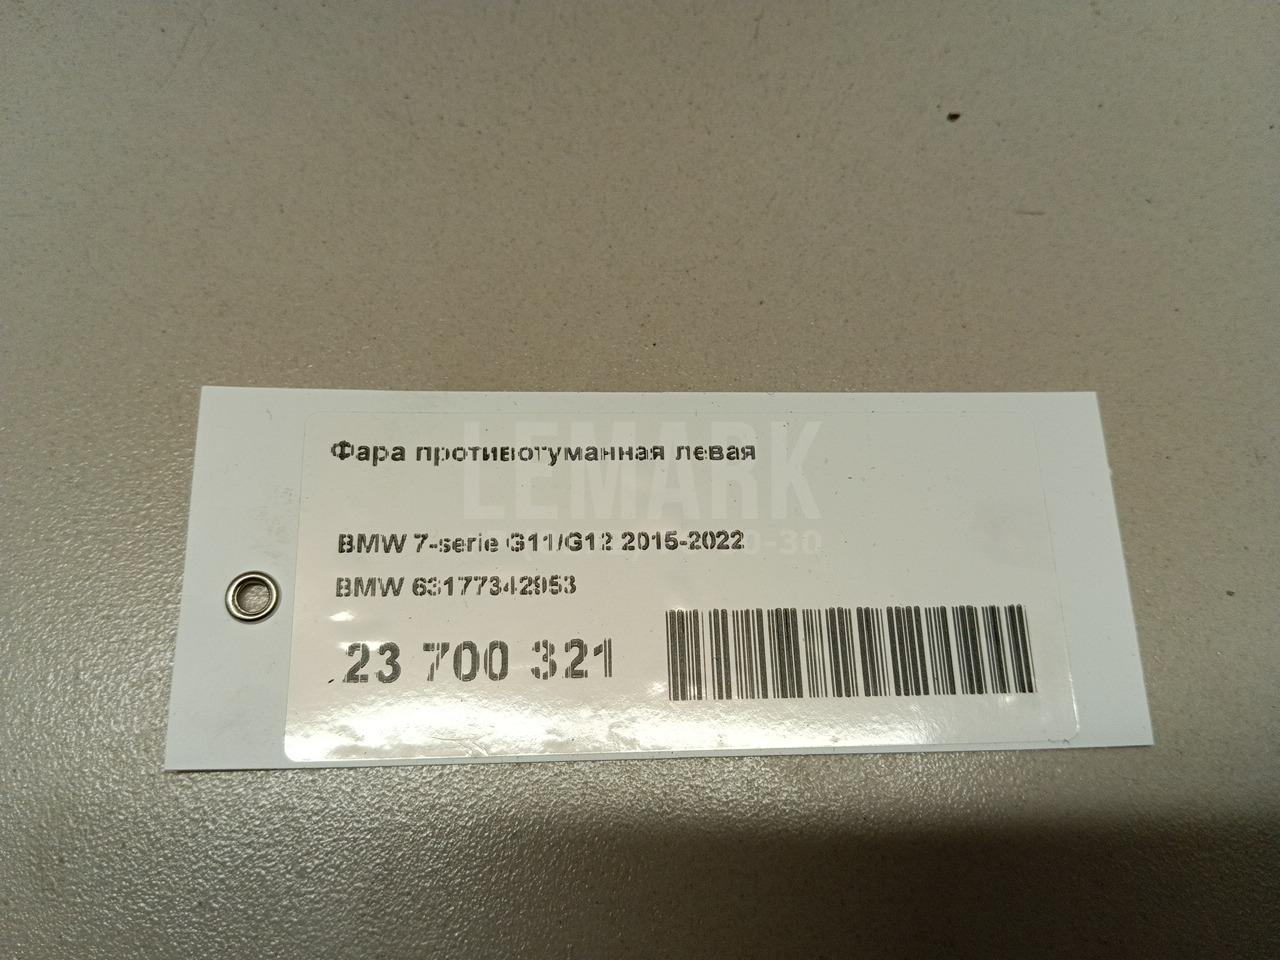 Фара противотуманная левая
LEMARK
BMW 7-serie G11/G12 2015-2022
BMW 63177342953
23 700 321